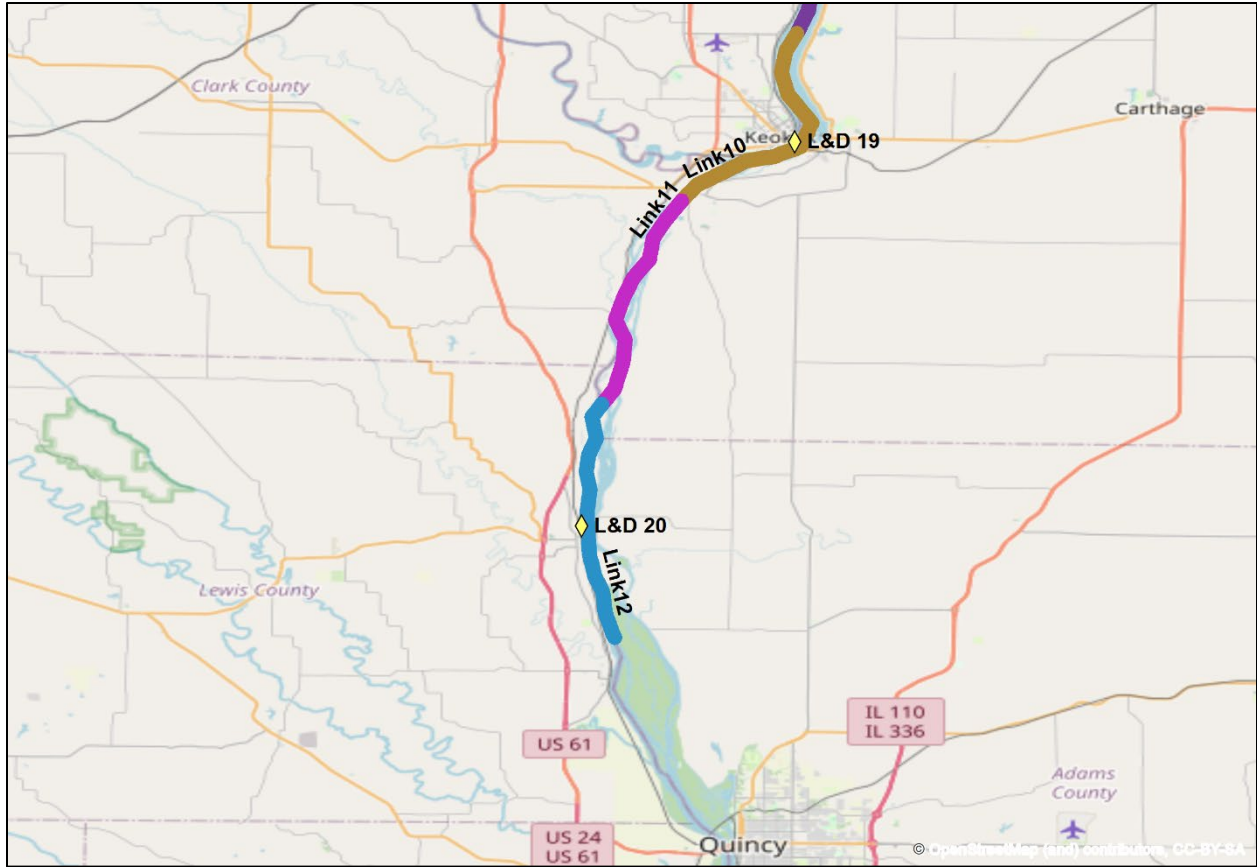 Clark County
Carthage
Keok
L&D 19
Link10
Link11
L&D 20
Link12
Lewis County
IL 110
IL 336
US 61
Adams
County
US 24
US 61
Quincy
© OpenStreetMap (and) contributors, CC-BY-SA